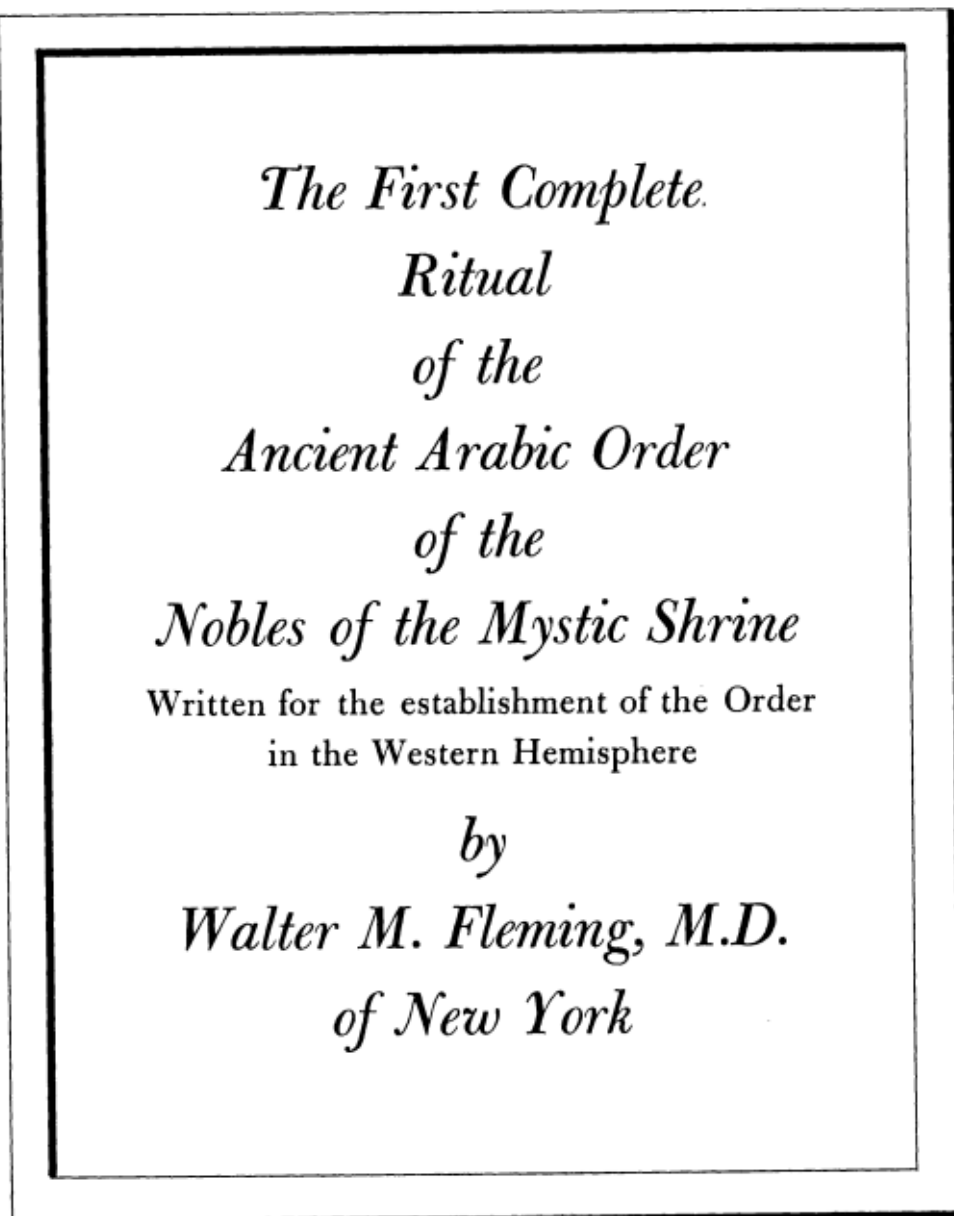 The First Complete
Ritual
of the
Ancient Arabic Order
of the
Nobles of the Mystic Shrine
Written for the establishment of the Order
in the Western Hemisphere
by
Walter M. Fleming, M.D.
of New York